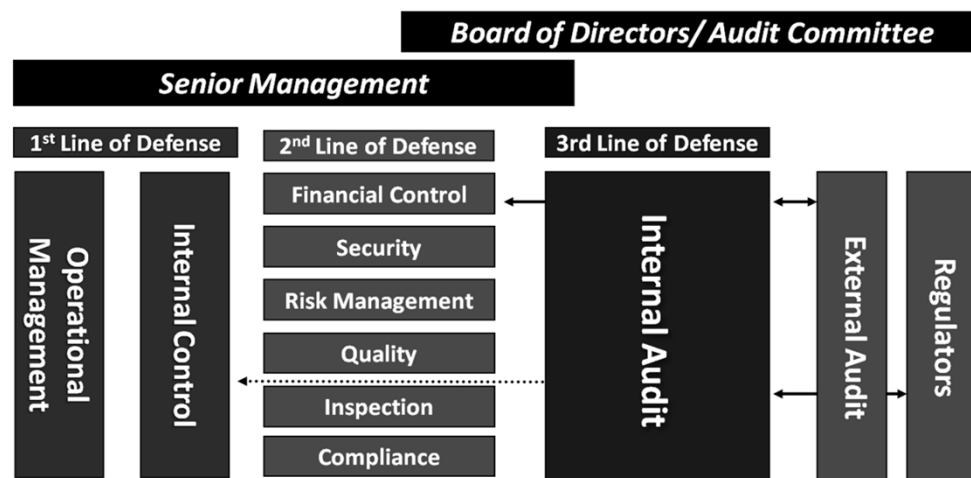 Board of Directors/ Audit Committee
Senior Management
1st Line of Defense
2nd Line of Defense
3rd Line of Defense
Operational
Management
Internal Control
Financial Control
Security
Risk Management
Quality
Inspection
Compliance
Internal Audit
External Audit
Regulators